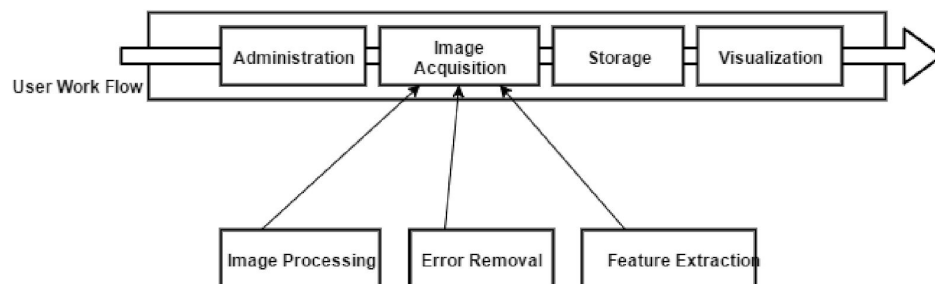 Administration
Image
Acquisition
Storage
Visualization
User Work Flow
Image Processing
Error Removal
Feature Extraction